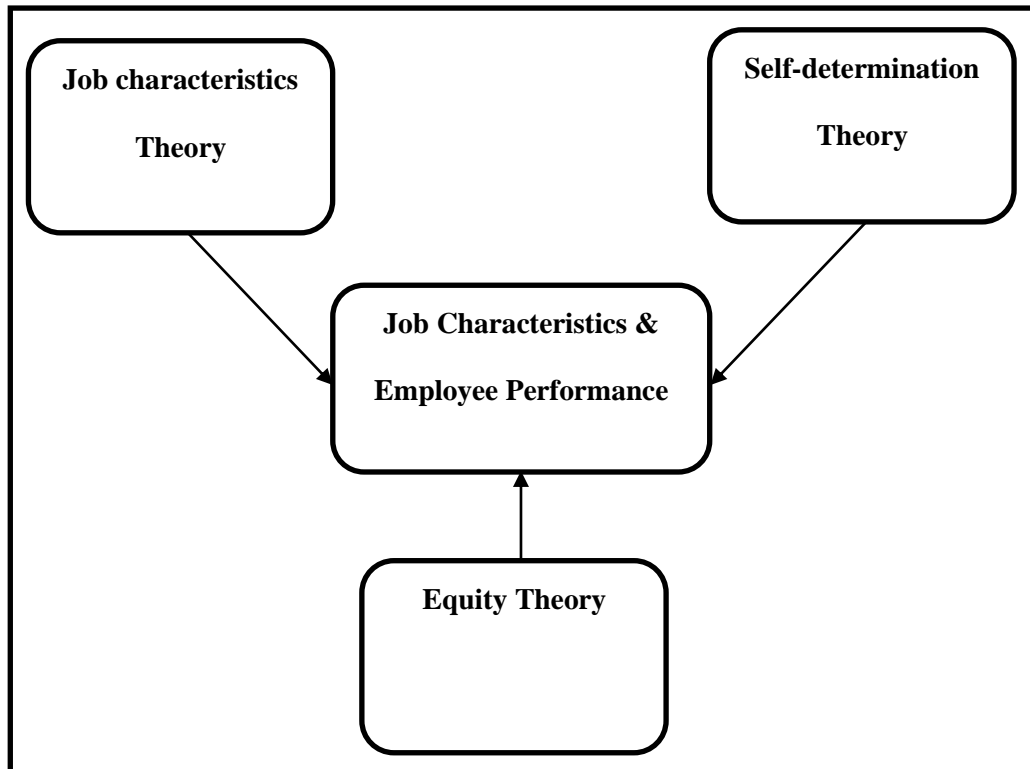 Job characteristics
Theory
Self-determination
Theory
Job Characteristics &
Employee Performance
Equity Theory